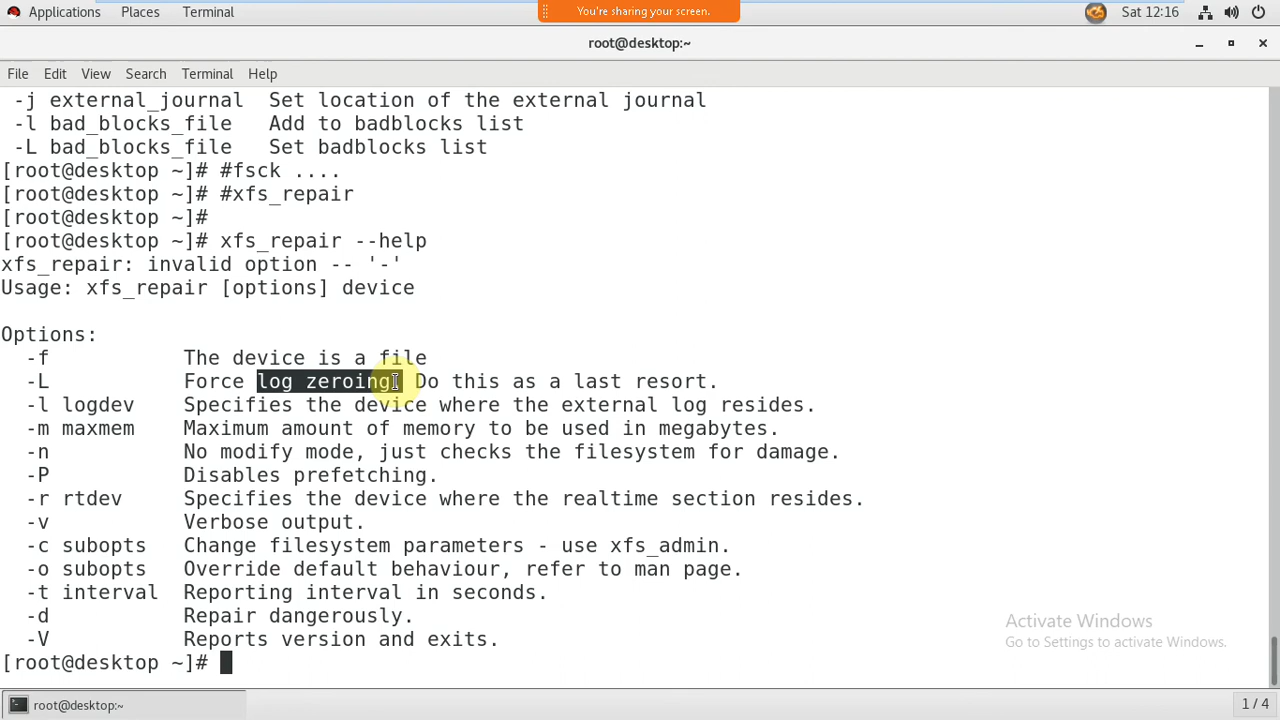 Applications Places Terminal You're sharing your screen. Sat 12:16
root@desktop:~
File Edit View Search Terminal Help
-j external_journal Set location of the external journal
-l bad_blocks_file Add to badblocks list
-L bad_blocks_file Set badblocks list
[root@desktop ~]# #fsck ....
[root@desktop ~]# #xfs_repair
[root@desktop ~]#
[root@desktop ~]# xfs_repair --help
xfs_repair: invalid option -- '-'
Usage: xfs_repair [options] device
Options:
-f The device is a file
-L Force log zeroing. Do this as a last resort.
-l logdev Specifies the device where the external log resides.
-m maxmem Maximum amount of memory to be used in megabytes.
-n No modify mode, just checks the filesystem for damage.
-P Disables prefetching.
-r rtdev Specifies the device where the realtime section resides.
-v Verbose output.
-c subopts Change filesystem parameters - use xfs_admin.
-o subopts Override default behaviour, refer to man page.
-t interval Reporting interval in seconds.
-d Repair dangerously.
-V Reports version and exits.
[root@desktop ~]#
Activate Windows
Go to Settings to activate Windows.
root@desktop:~ 1 / 4